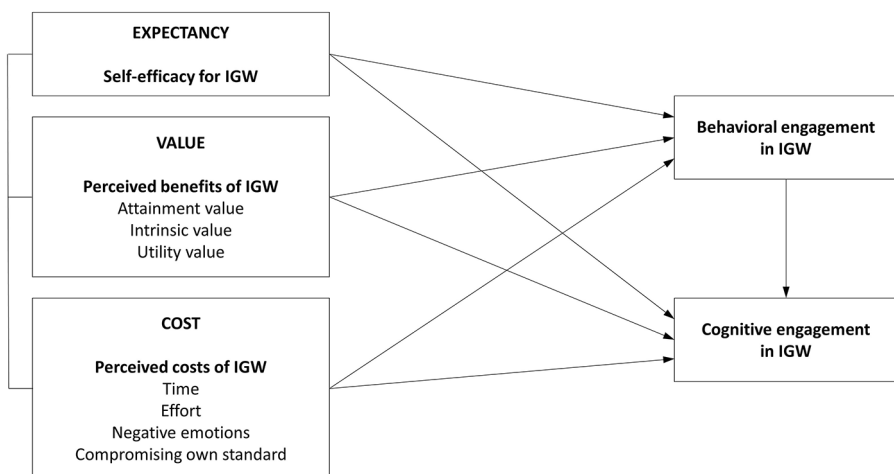 EXPECTANCY
Self-efficacy for IGW
VALUE
Perceived benefits of IGW
Attainment value
Intrinsic value
Utility value
COST
Perceived costs of IGW
Time
Effort
Negative emotions
Compromising own standard
Behavioral engagement
in IGW
Cognitive engagement
in IGW